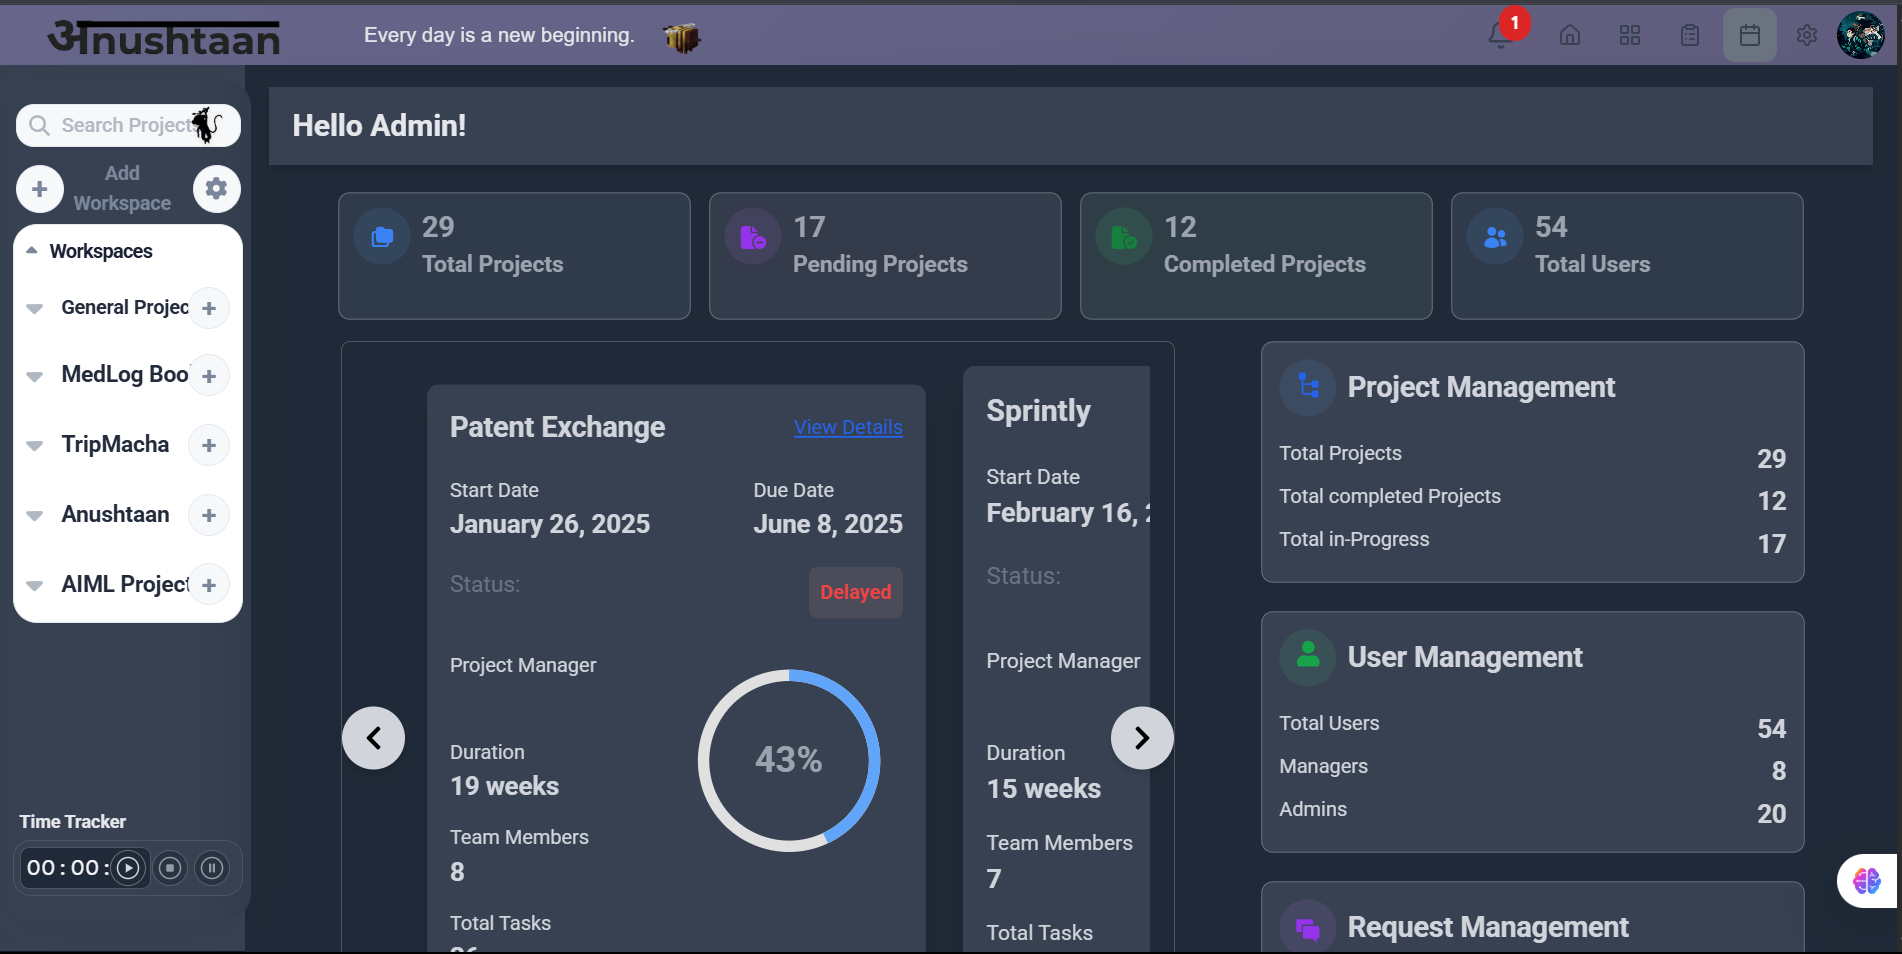 अnushtaan
Every day is a new beginning.
1
Search Projects
Add
Workspace
Workspaces
General Projec
MedLog Boo
TripMacha
Anushtaan
AIML Project
Time Tracker
00:00:
Hello Admin!
29
Total Projects
17
Pending Projects
12
Completed Projects
54
Total Users
Patent Exchange
View Details
Start Date
Due Date
January 26, 2025
June 8, 2025
Status:
Delayed
Project Manager
43%
Duration
19 weeks
Team Members
8
Total Tasks
Sprintly
Start Date
February 16,
Status:
Project Manager
Duration
15 weeks
Team Members
7
Total Tasks
Project Management
Total Projects
29
Total completed Projects
12
Total in-Progress
17
User Management
Total Users
54
Managers
8
Admins
20
Request Management